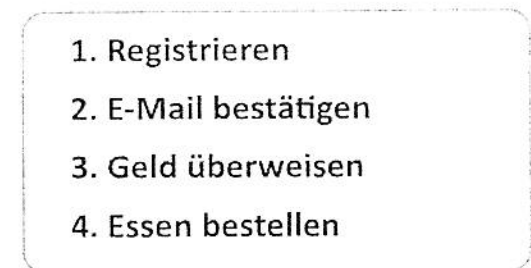 1. Registrieren
2. E-Mail bestätigen
3. Geld überweisen
4. Essen bestellen